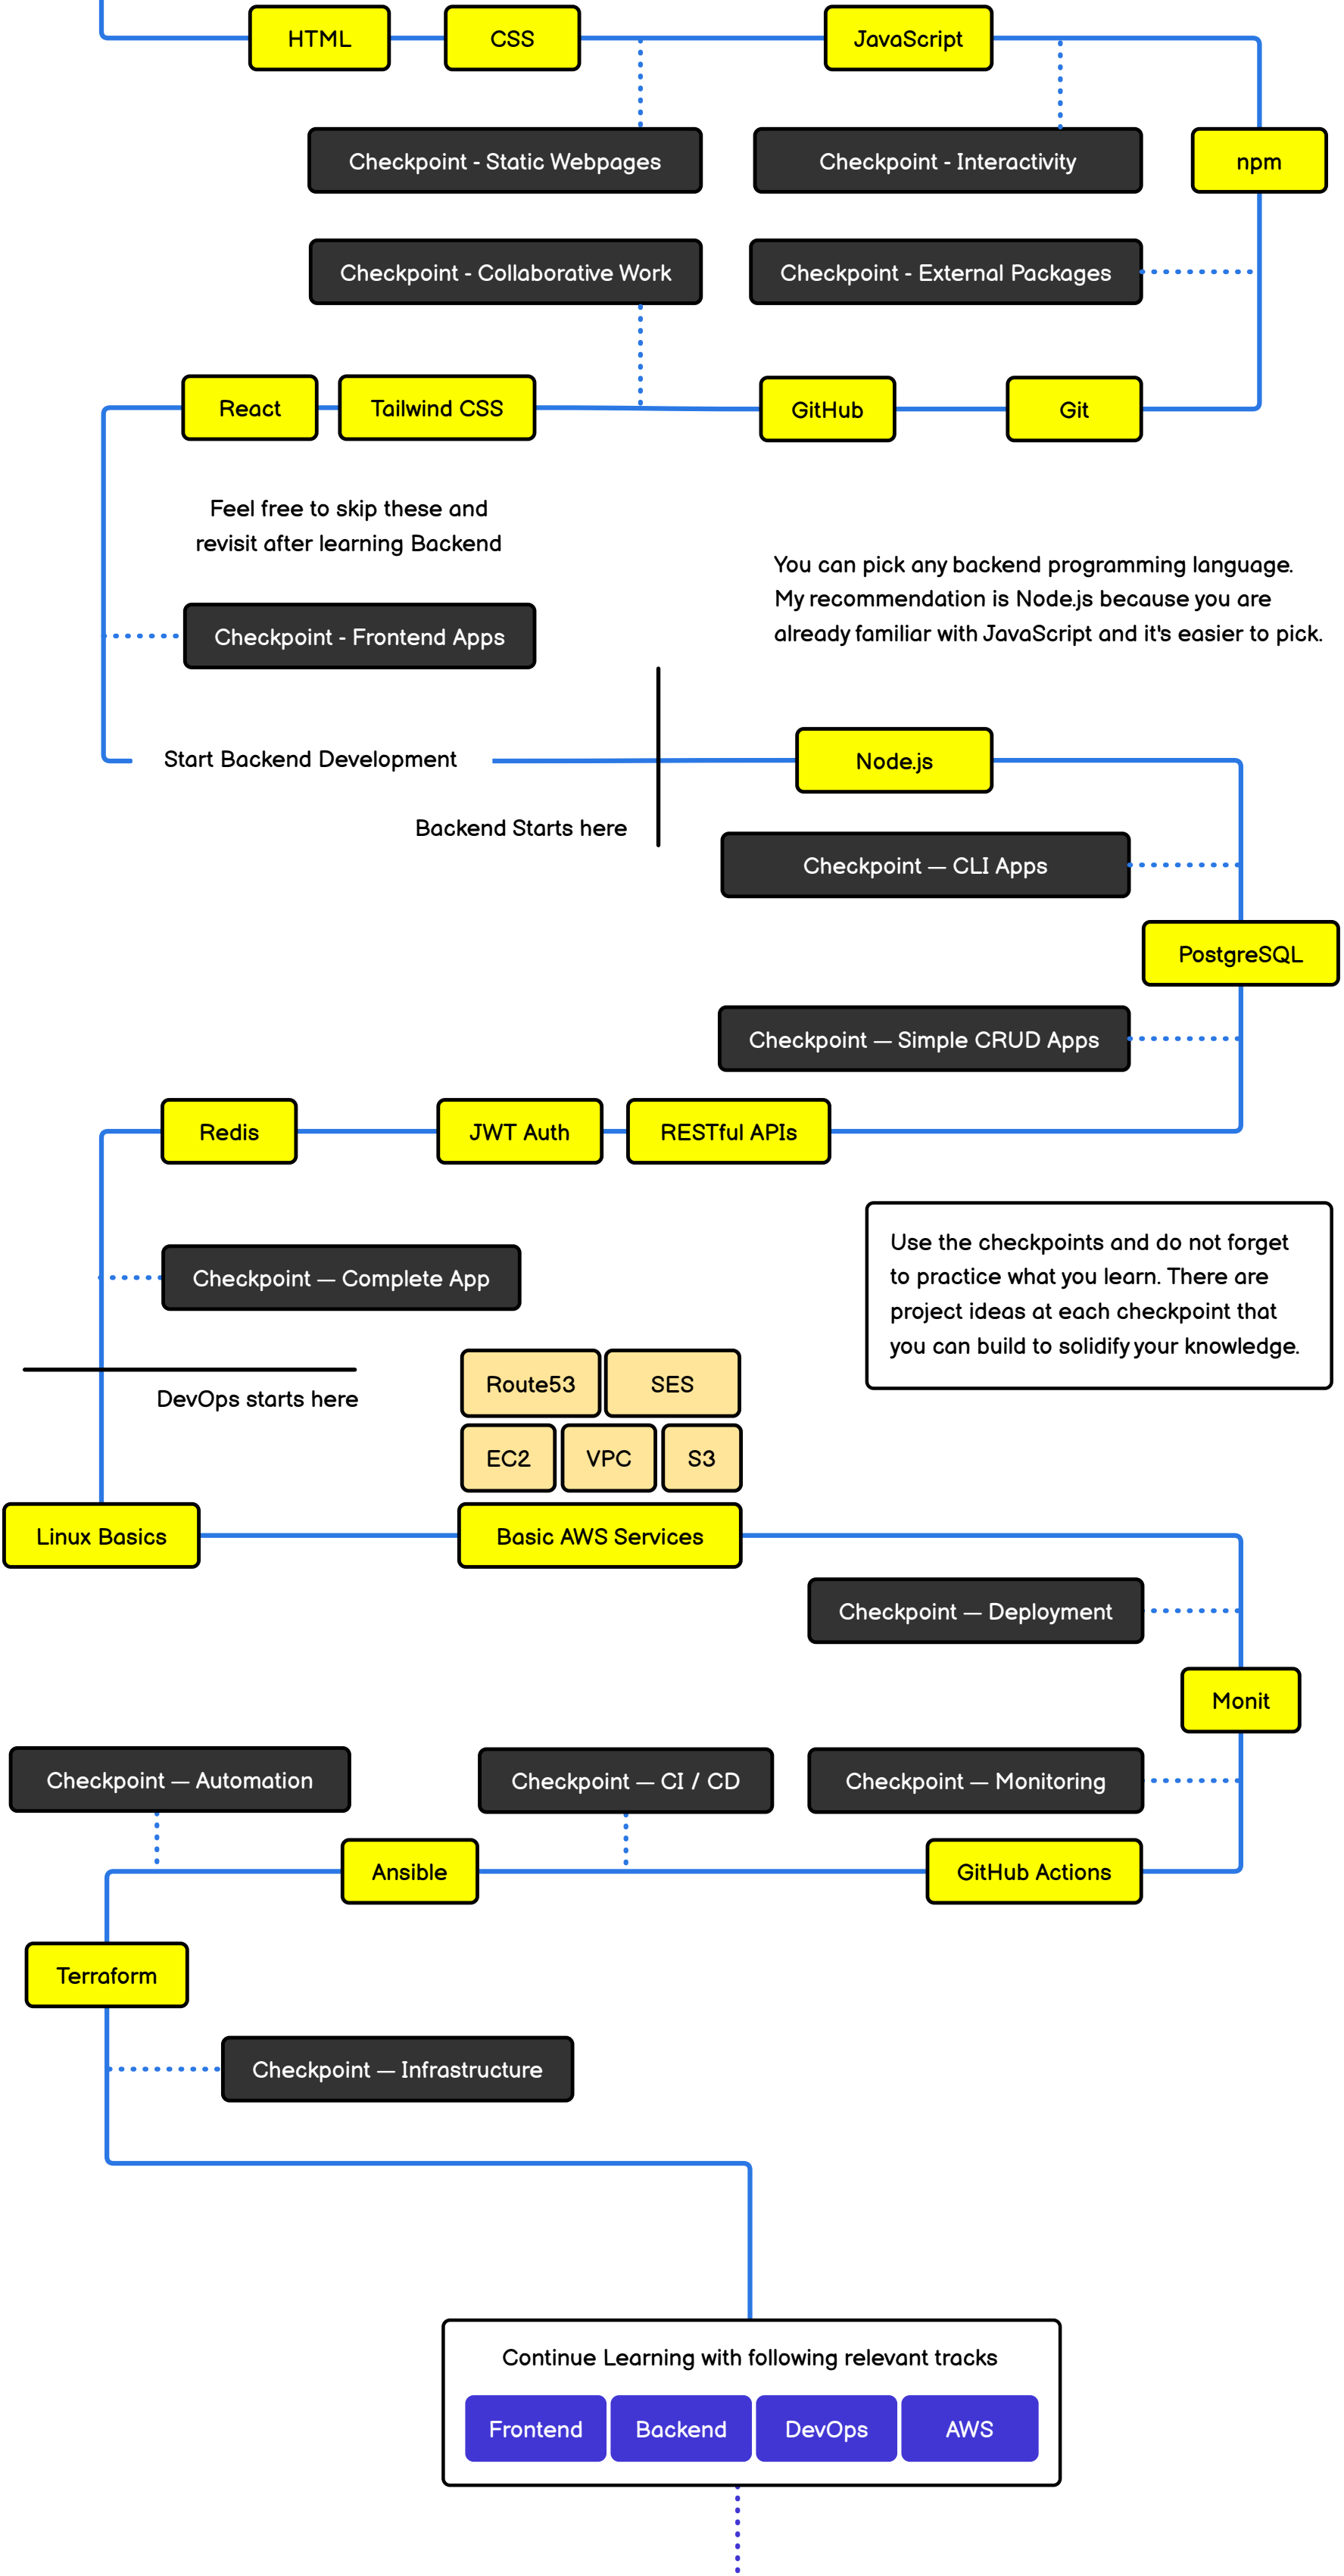 HTML
CSS
JavaScript
Checkpoint - Static Webpages
Checkpoint - Interactivity
npm
Checkpoint - Collaborative Work
Checkpoint - External Packages
React
Tailwind CSS
GitHub
Git
Feel free to skip these and
revisit after learning Backend
You can pick any backend programming language.
My recommendation is Node.js because you are
already familiar with JavaScript and it's easier to pick.
Checkpoint - Frontend Apps
Start Backend Development
Node.js
Backend Starts here
Checkpoint — CLI Apps
PostgreSQL
Checkpoint — Simple CRUD Apps
Redis
JWT Auth
RESTful APIs
Use the checkpoints and do not forget
to practice what you learn. There are
project ideas at each checkpoint that
you can build to solidify your knowledge.
Checkpoint — Complete App
DevOps starts here
Route53
SES
EC2
VPC
S3
Linux Basics
Basic AWS Services
Checkpoint — Deployment
Monit
Checkpoint — Automation
Checkpoint — CI / CD
Checkpoint — Monitoring
Ansible
GitHub Actions
Terraform
Checkpoint — Infrastructure
Continue Learning with following relevant tracks
Frontend
Backend
DevOps
AWS